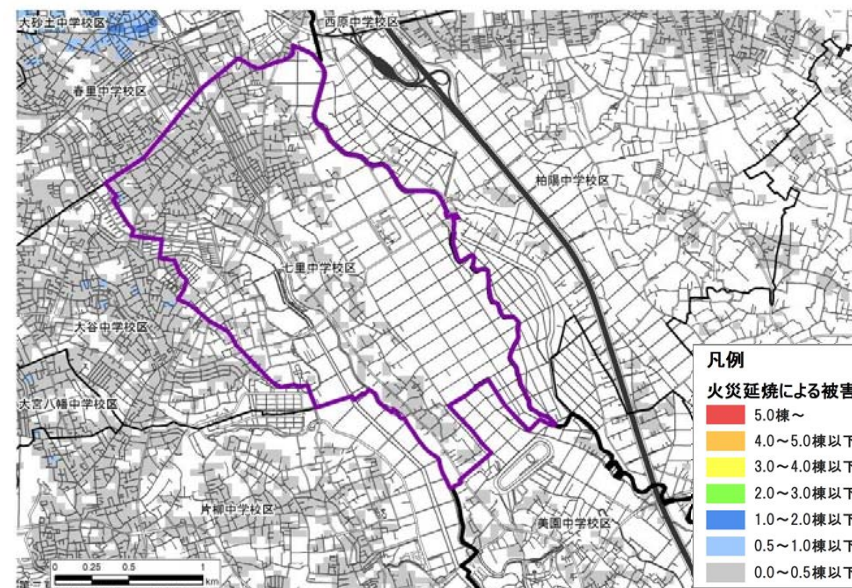 大砂土中学校区
西原中学校区
春里中学校区
柏陽中学校区
七里中学校区
大谷中学校区
大宮八幡中学校区
片柳中学校区
美園中学校区
凡例
火災延焼による被害
5.0棟～
4.0～5.0棟以下
3.0～4.0棟以下
2.0～3.0棟以下
1.0～2.0棟以下
0.5～1.0棟以下
0.0～0.5棟以下
0 0.25 0.5 1
km